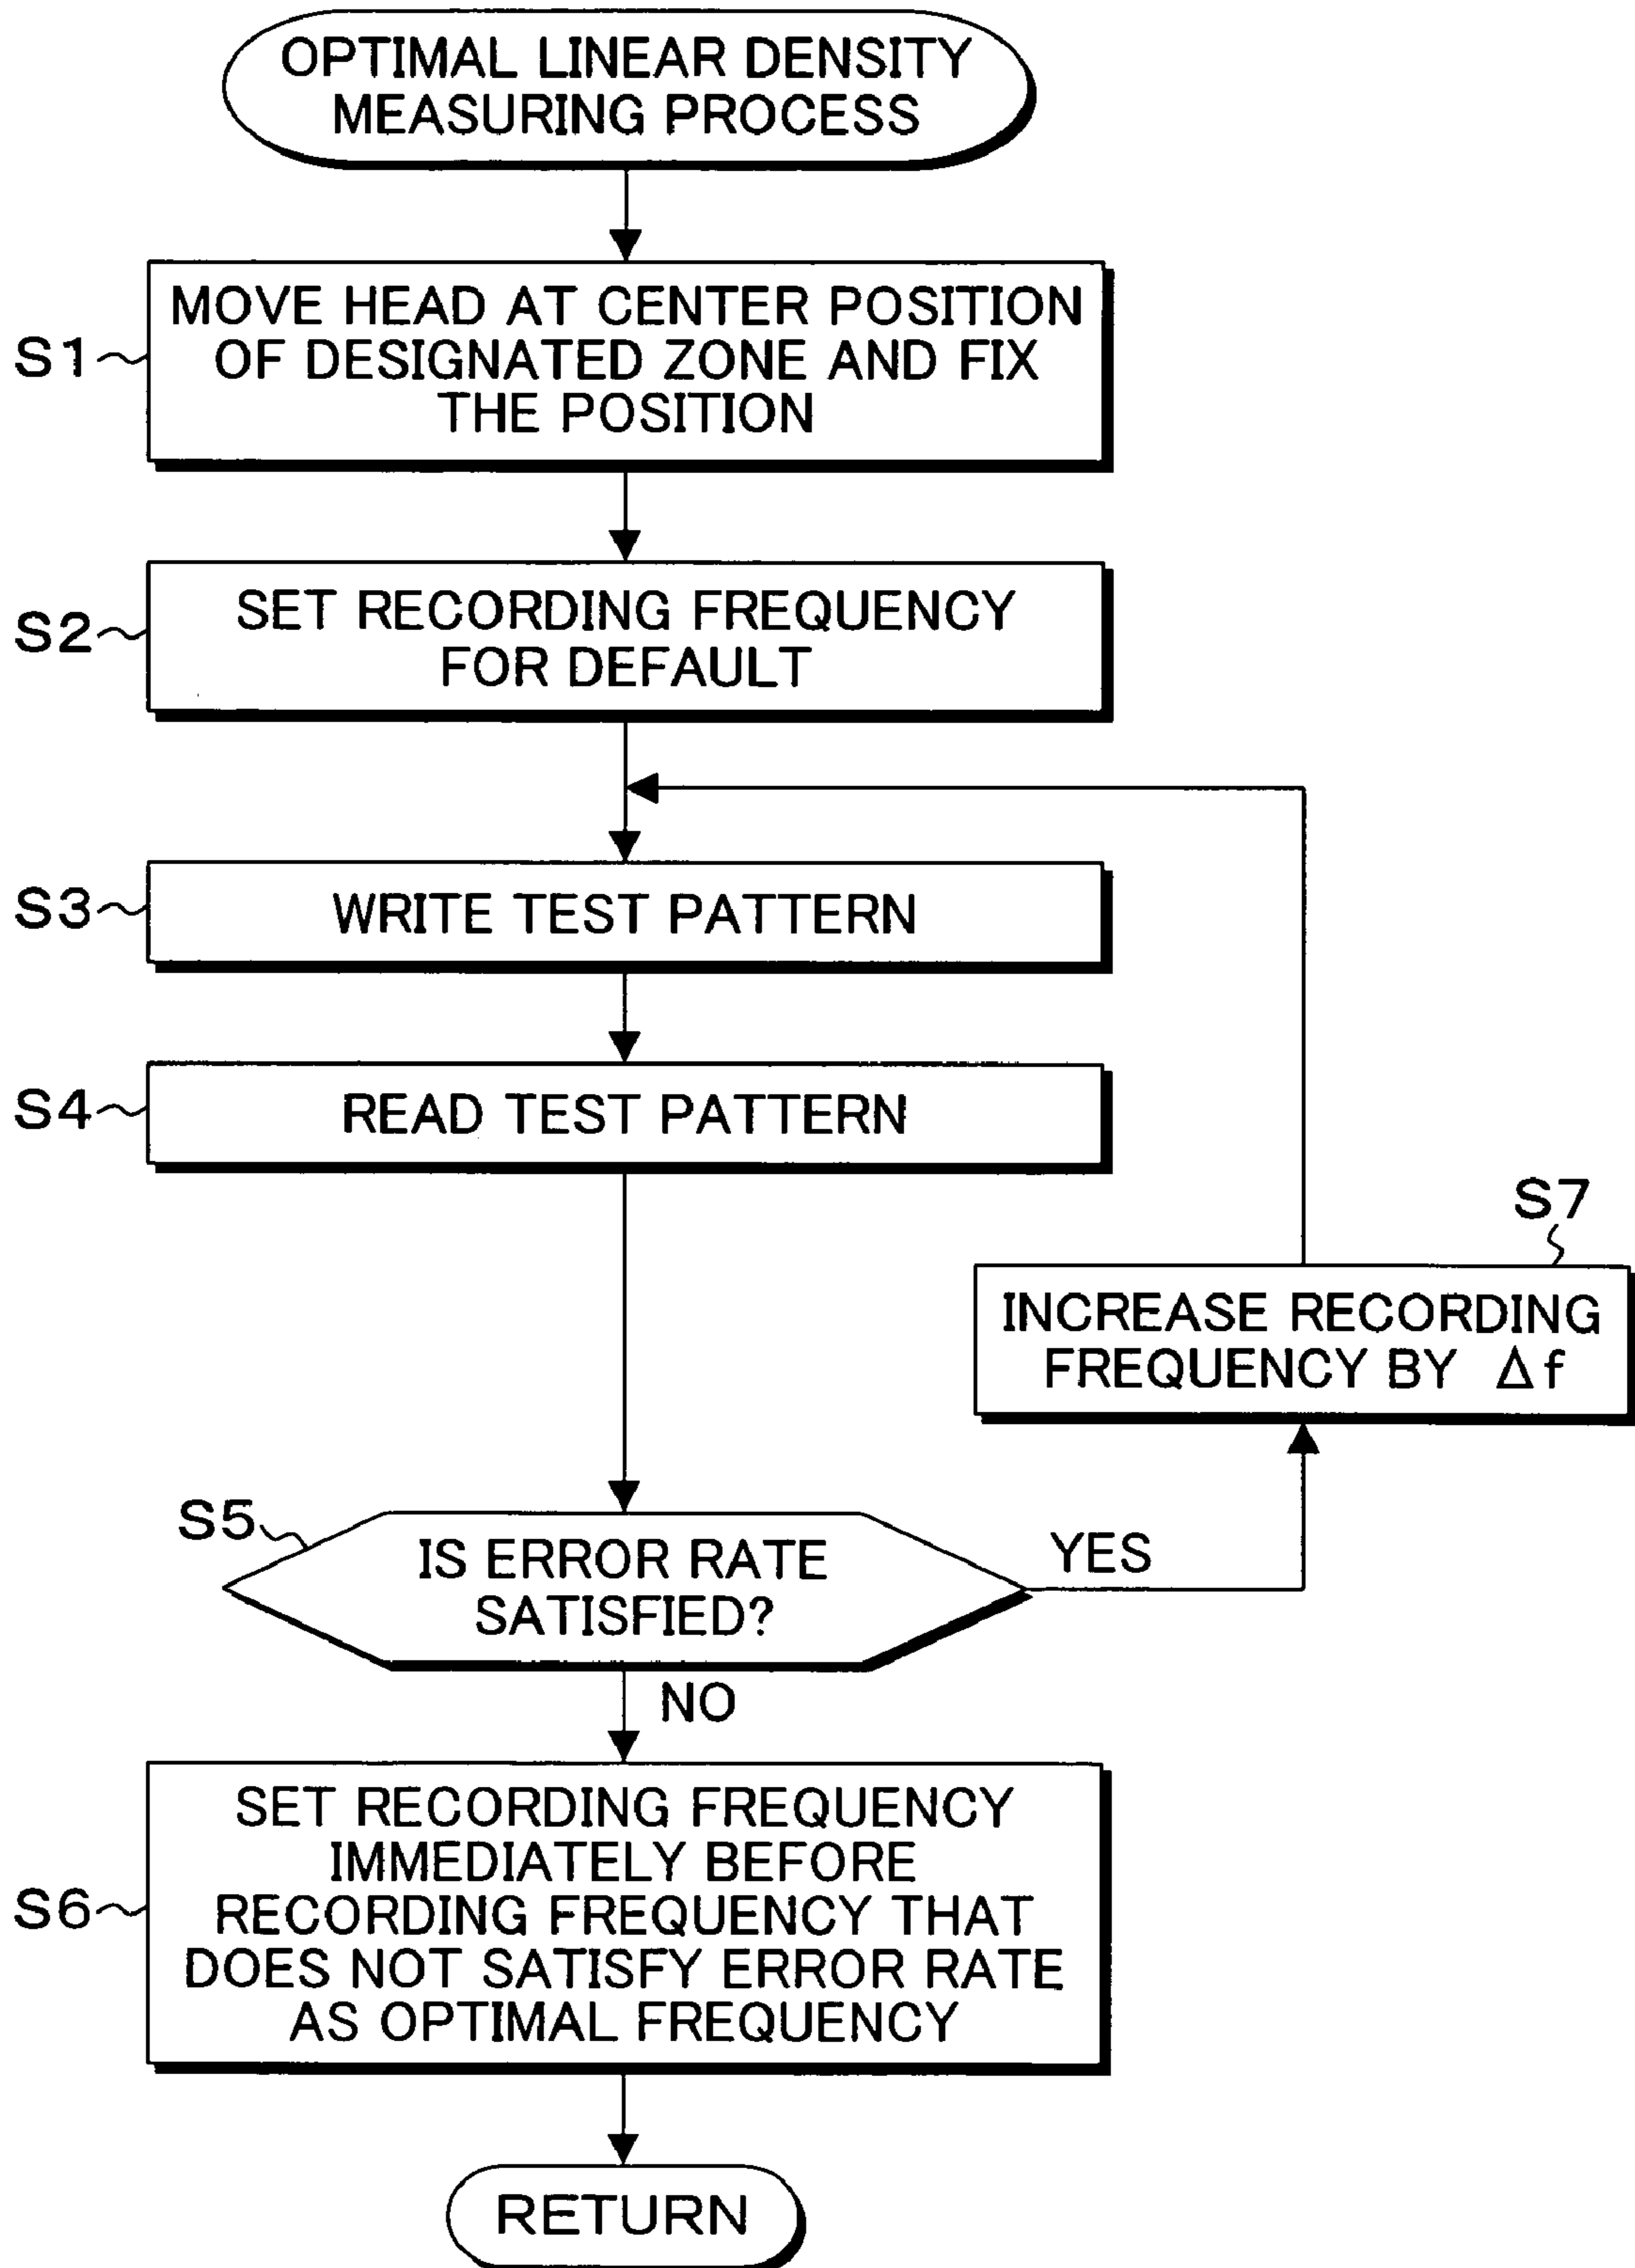 OPTIMAL LINEAR DENSITY
MEASURING PROCESS
S1
MOVE HEAD AT CENTER POSITION
OF DESIGNATED ZONE AND FIX
THE POSITION
S2
SET RECORDING FREQUENCY
FOR DEFAULT
S3
WRITE TEST PATTERN
S4
READ TEST PATTERN
S7
INCREASE RECORDING
FREQUENCY BY Δf
S5
IS ERROR RATE
SATISFIED?
YES
NO
S6
SET RECORDING FREQUENCY
IMMEDIATELY BEFORE
RECORDING FREQUENCY THAT
DOES NOT SATISFY ERROR RATE
AS OPTIMAL FREQUENCY
RETURN